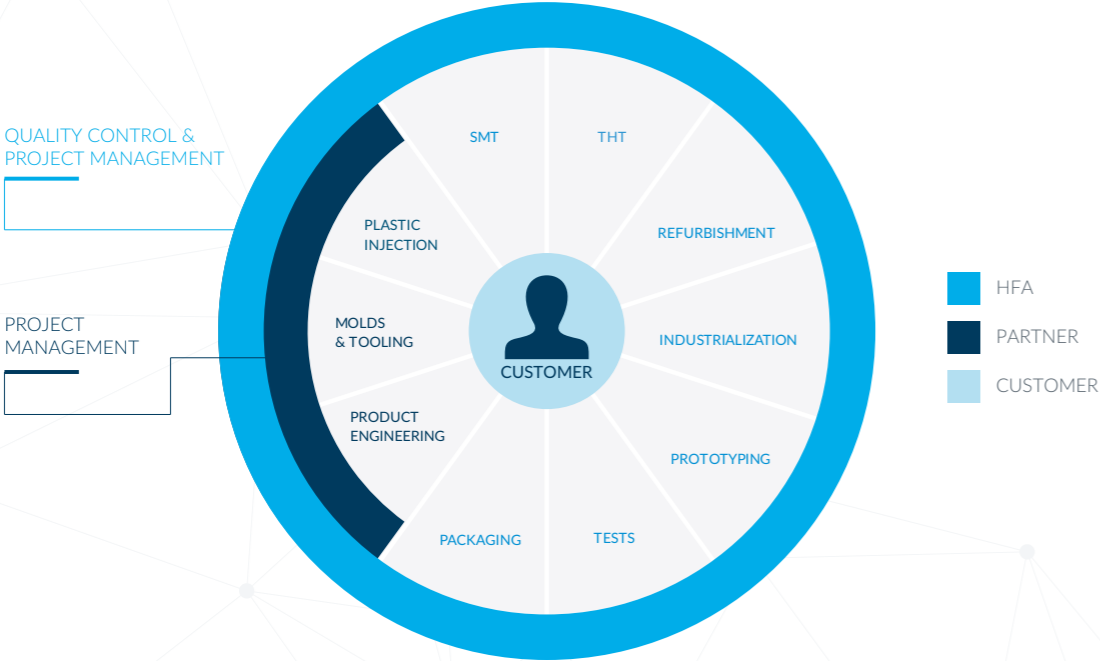 QUALITY CONTROL &
PROJECT MANAGEMENT
PROJECT
MANAGEMENT
SMT
THT
PLASTIC
INJECTION
REFURBISHMENT
MOLDS
& TOOLING
INDUSTRIALIZATION
CUSTOMER
PRODUCT
ENGINEERING
PROTOTYPING
PACKAGING
TESTS
HFA
PARTNER
CUSTOMER